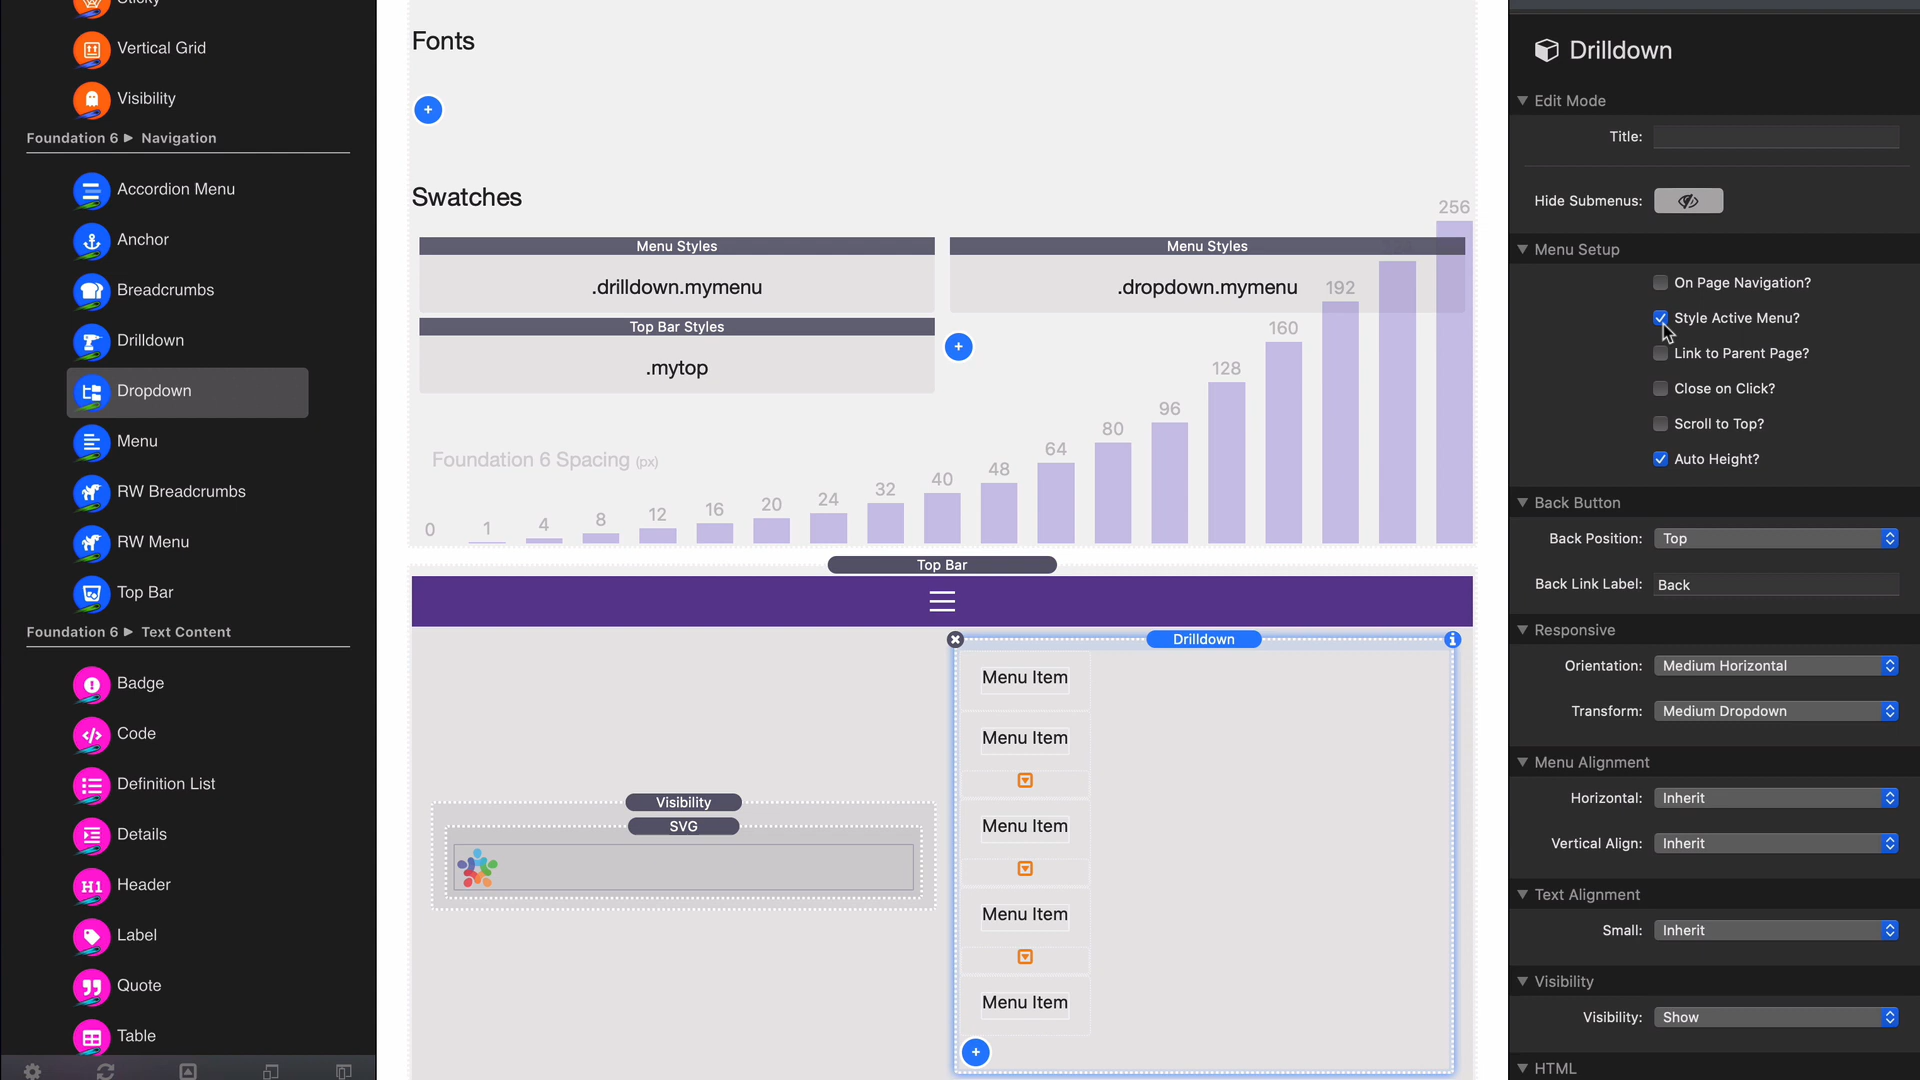 Sticky
Vertical Grid
Visibility
Foundation 6 ▶ Navigation
Accordion Menu
Anchor
Breadcrumbs
Drilldown
Dropdown
Menu
RW Breadcrumbs
RW Menu
Top Bar
Foundation 6 ▶ Text Content
Badge
Code
Definition List
Details
H1 Header
Label
Quote
Table
Fonts
Swatches
Menu Styles
.drilldown.mymenu
Menu Styles
.dropdown.mymenu
Top Bar Styles
.mytop
Foundation 6 Spacing (px)
0 1 4 8 12 16 20 24 32 40 48 64 80 96 128 160 192 256
Top Bar
Visibility
SVG
Drilldown
Menu Item
Menu Item
Menu Item
Menu Item
Menu Item
Drilldown
Edit Mode
Title:
Hide Submenus:
Menu Setup
On Page Navigation?
Style Active Menu?
Link to Parent Page?
Close on Click?
Scroll to Top?
Auto Height?
Back Button
Back Position: Top
Back Link Label: Back
Responsive
Orientation: Medium Horizontal
Transform: Medium Dropdown
Menu Alignment
Horizontal: Inherit
Vertical Align: Inherit
Text Alignment
Small: Inherit
Visibility
Visibility: Show
HTML